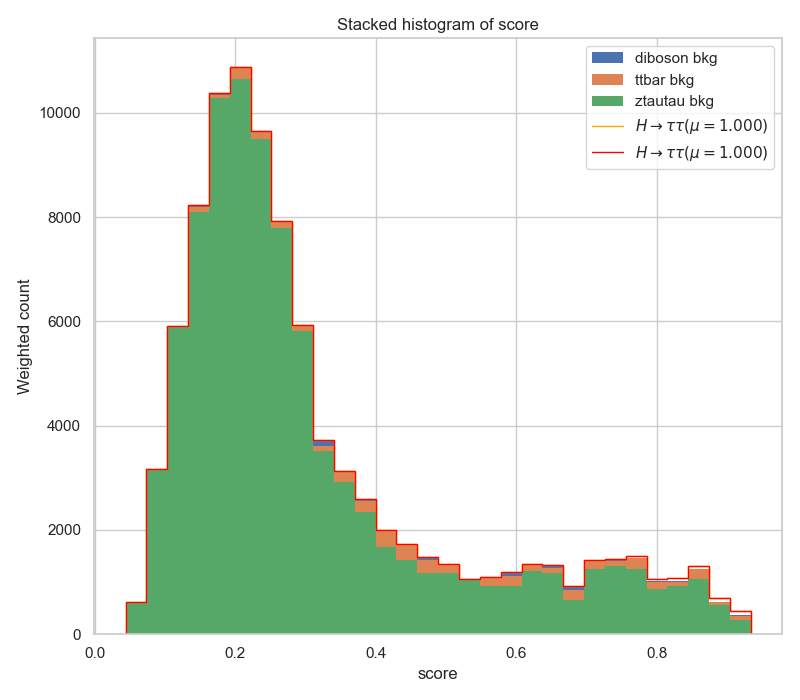 Stacked histogram of score
diboson bkg
ttbar bkg
ztautau bkg
H → ττ(μ = 1.000)
H → ττ(μ = 1.000)
Weighted count
10000
8000
6000
4000
2000
0
0.0 0.2 0.4 0.6 0.8
score